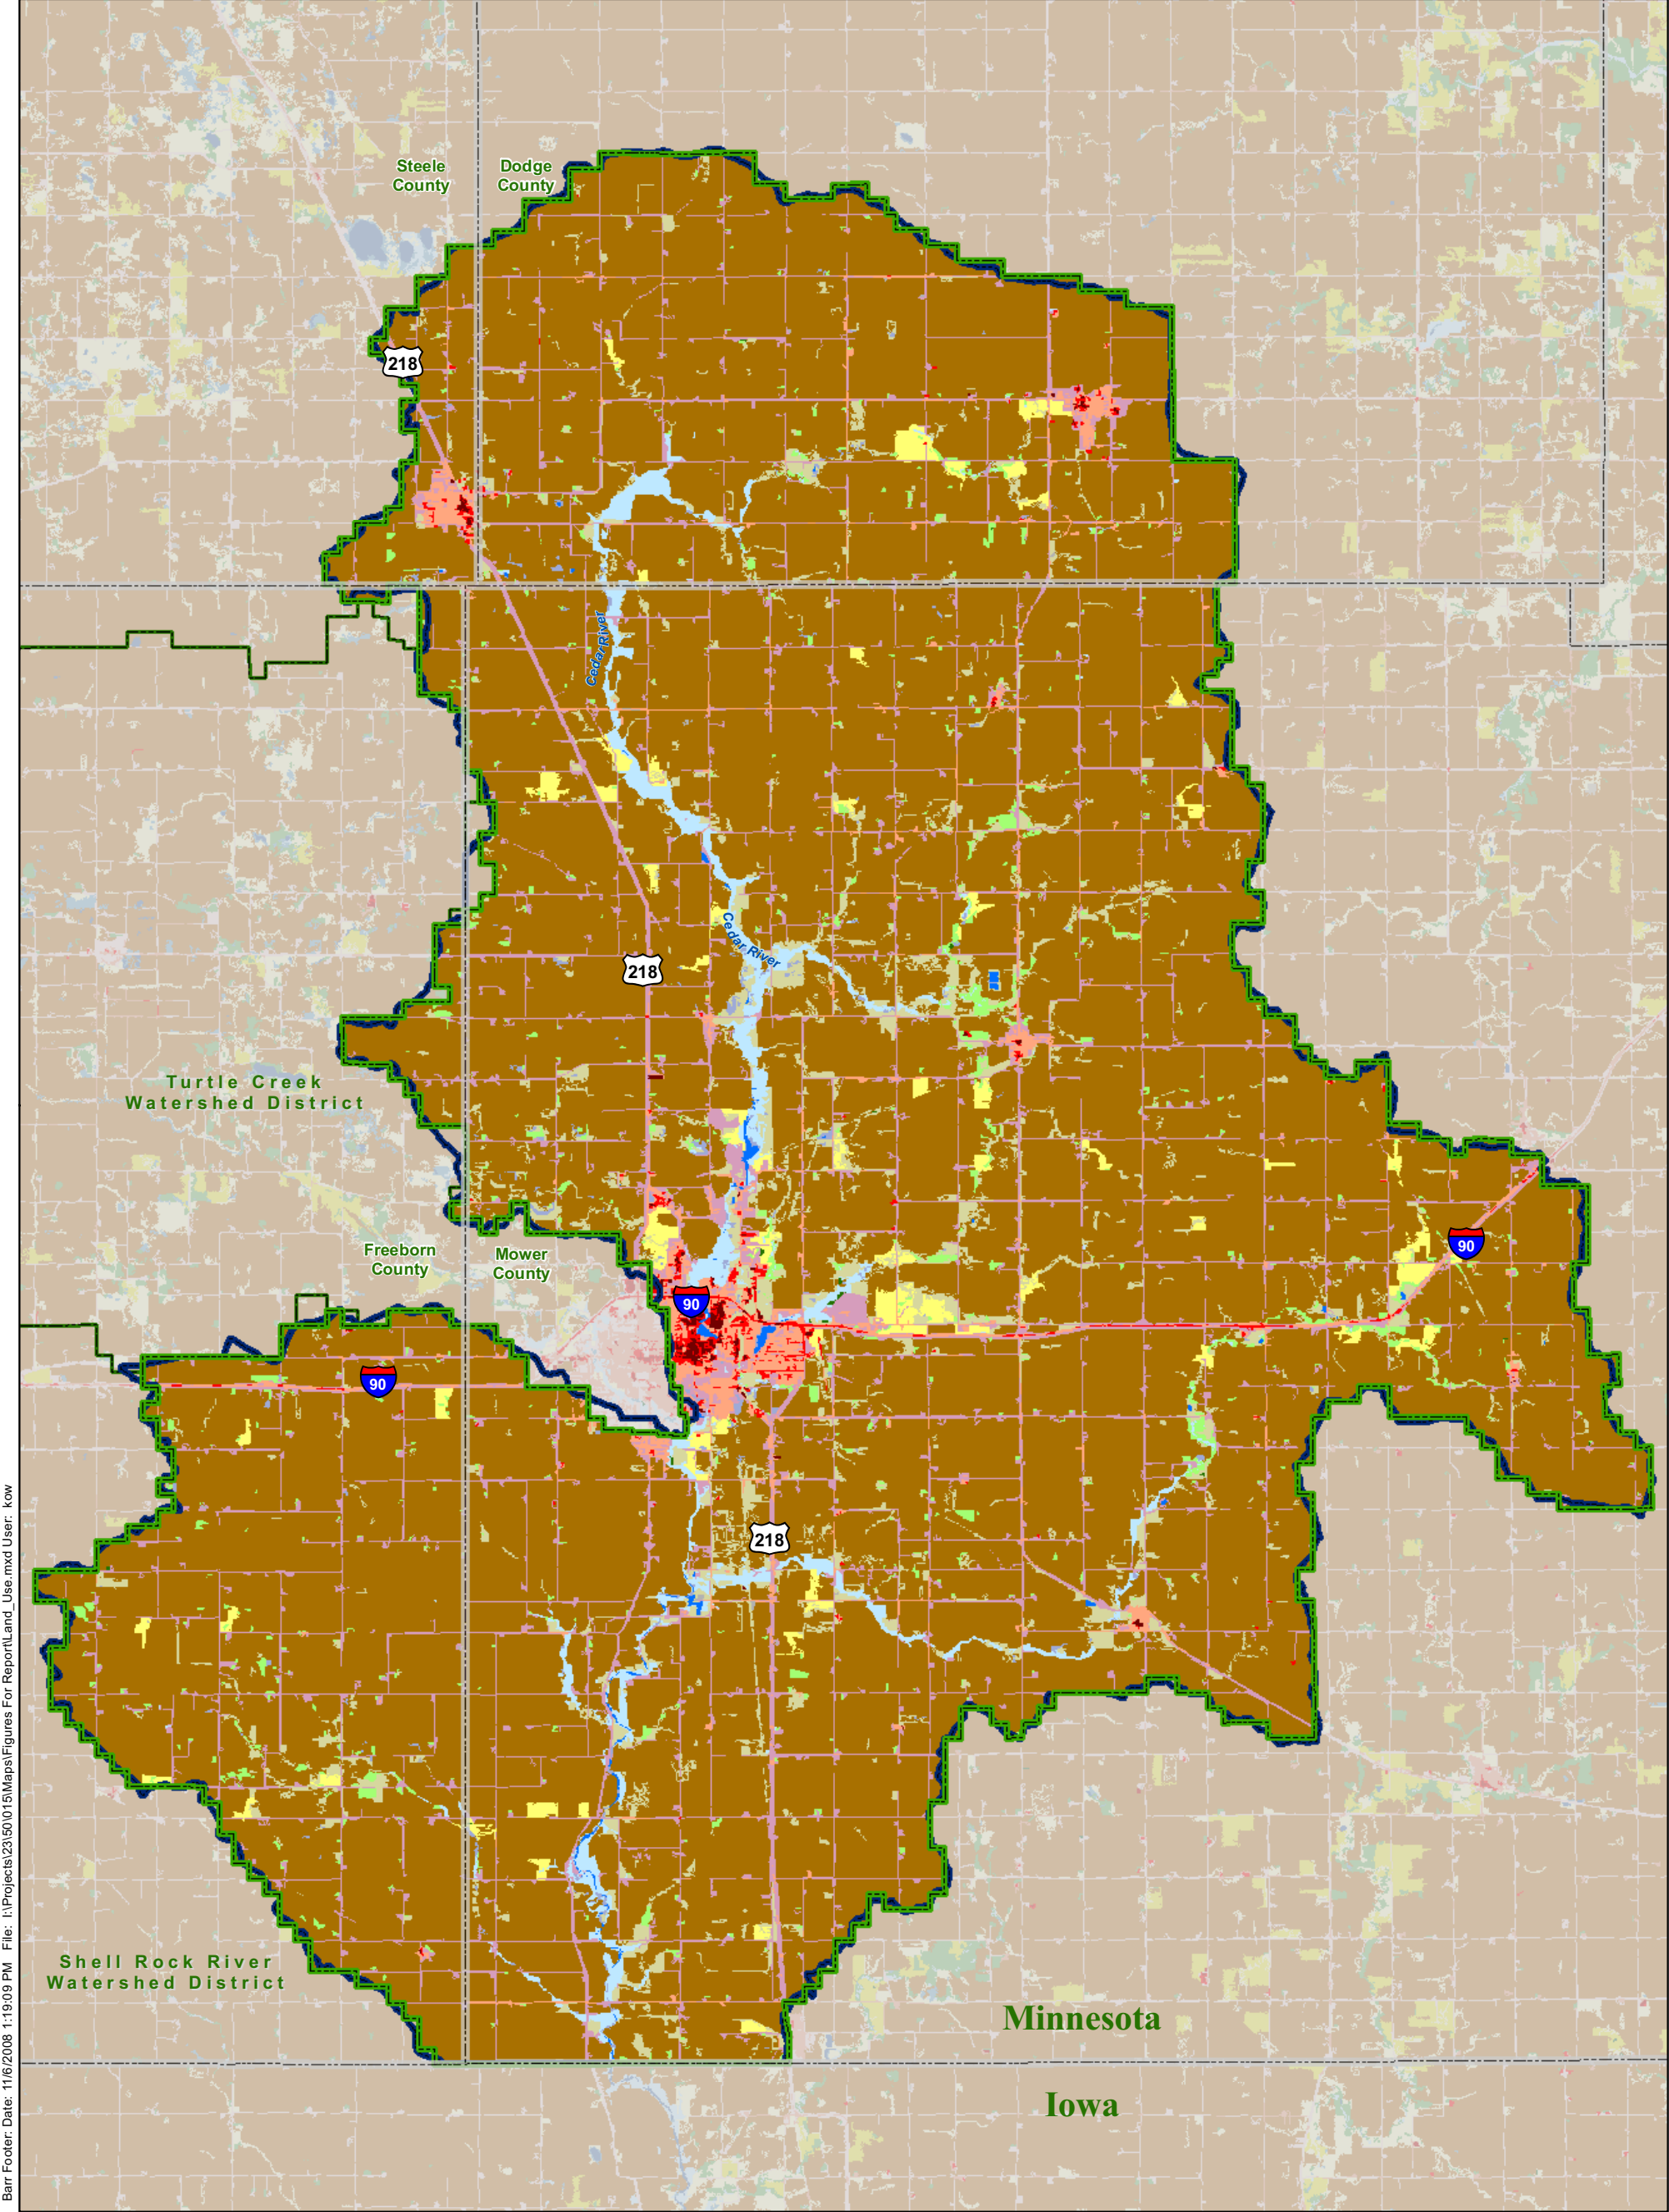 Steele
County
Dodge
County
218
Cedar River
Cedar River
218
Turtle Creek
Watershed District
Freeborn
County
Mower
County
90
90
90
218
Shell Rock River
Watershed District
Minnesota
Iowa
Barr Footer: Date: 11/6/2008 1:19:09 PM File: I:\Projects\23\50\015\Maps\Figures For Report\Land_Use.mxd User: kow